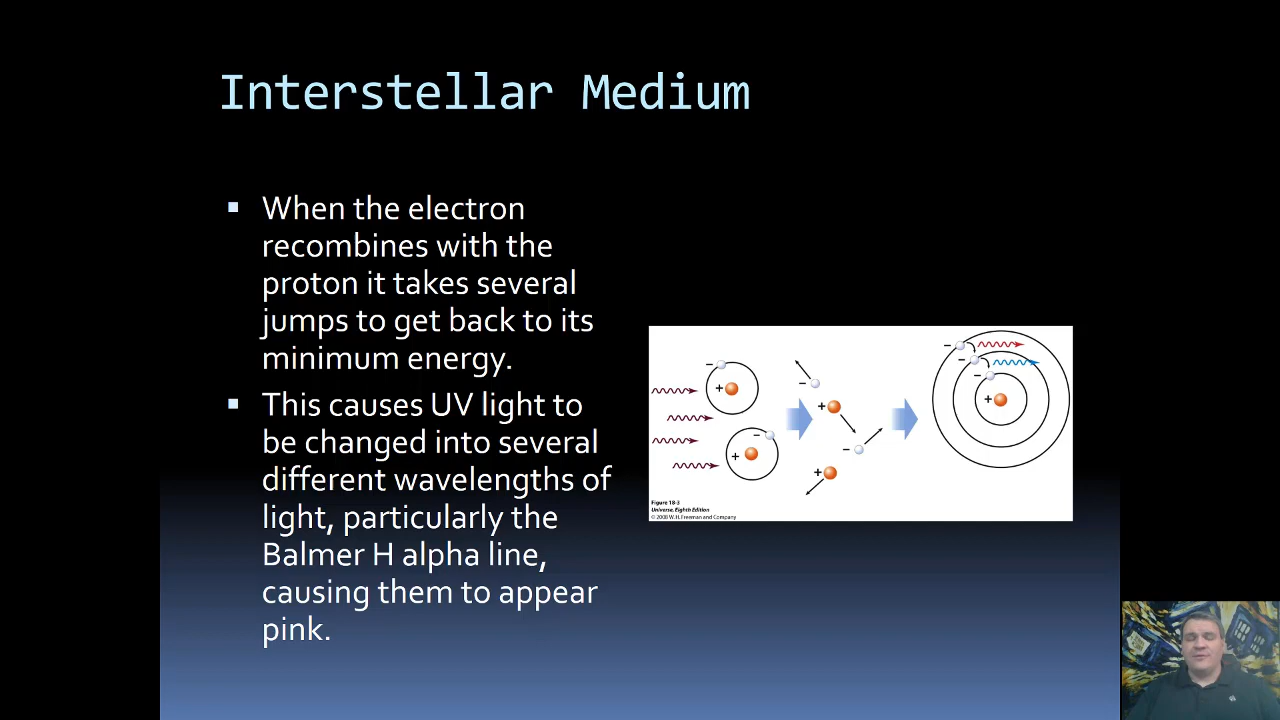 Interstellar Medium
▪ When the electron
recombines with the
proton it takes several
jumps to get back to its
minimum energy.
▪ This causes UV light to
be changed into several
different wavelengths of
light, particularly the
Balmer H alpha line,
causing them to appear
pink.
−
+
−
+
−
+
−
+
−
−
−
+
Figure 18-3
Universe, Eighth Edition
© 2008 W. H. Freeman and Company